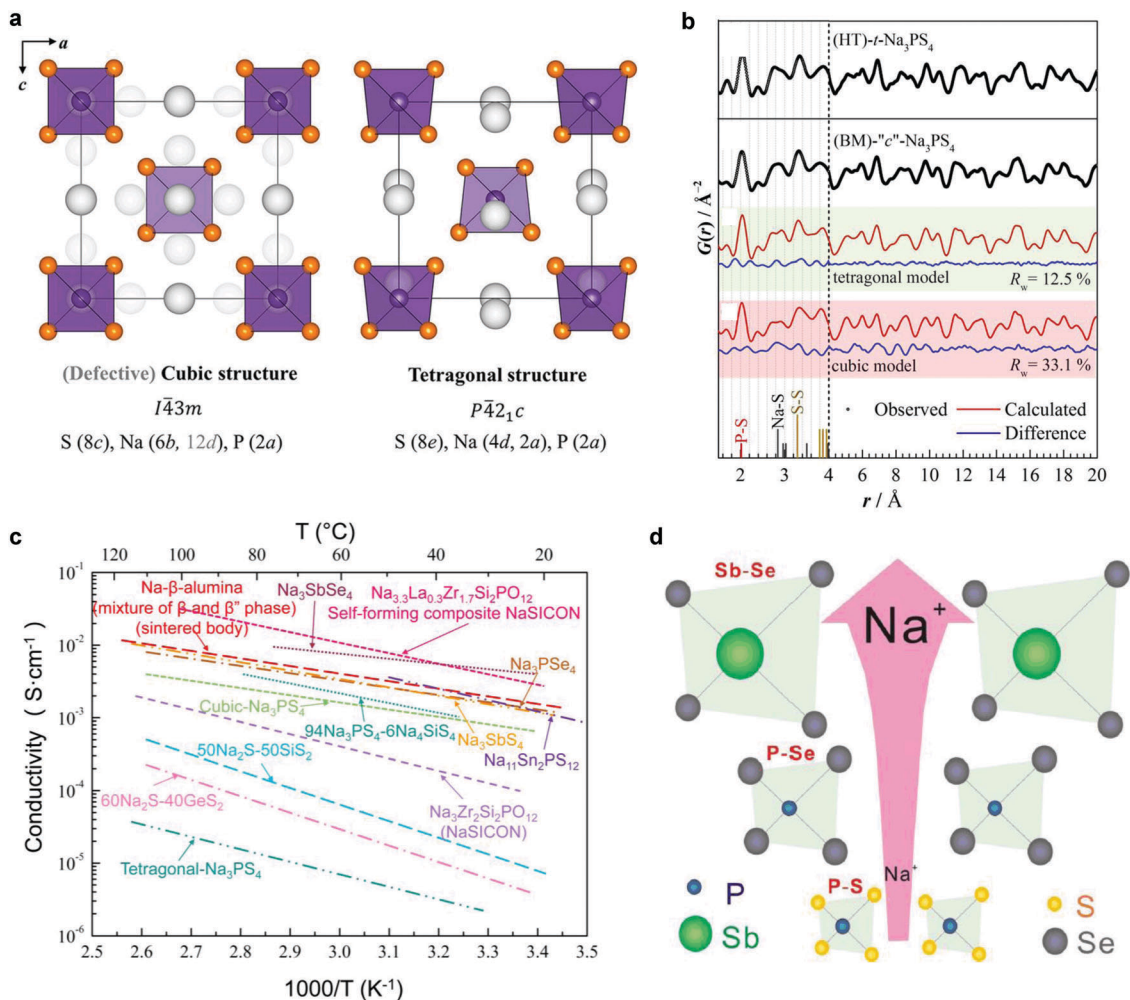 a
a
c
(Defective) Cubic structure
I4̅3m
S (8c), Na (6b, 12d), P (2a)
Tetragonal structure
P4̅2₁c
S (8e), Na (4d, 2a), P (2a)
b
G(r) / Å⁻²
(HT)-t-Na₃PS₄
(BM)-"c"-Na₃PS₄
tetragonal model
R_w = 12.5 %
cubic model
R_w = 33.1 %
P-S
Na-S
S-S
Observed
Calculated
Difference
2 3 4 6 8 10 12 14 16 18 20
r / Å
c
T (°C)
120 100 80 60 40 20
Conductivity ( S·cm⁻¹)
10⁻¹
10⁻²
10⁻³
10⁻⁴
10⁻⁵
10⁻⁶
Na-β-alumina
(mixture of β and β" phase)
(sintered body)
Na₃SbSe₄
Na₃.₃La₀.₃Zr₁.₇Si₂PO₁₂
Self-forming composite NaSICON
Na₃PSe₄
Cubic-Na₃PS₄
94Na₃PS₄-6Na₄SiS₄
Na₃SbS₄
Na₁₁Sn₂PS₁₂
50Na₂S-50SiS₂
60Na₂S-40GeS₂
Na₃Zr₂Si₂PO₁₂
(NaSICON)
Tetragonal-Na₃PS₄
2.5 2.6 2.7 2.8 2.9 3.0 3.1 3.2 3.3 3.4 3.5
1000/T (K⁻¹)
d
Sb-Se
Na⁺
P-Se
Na⁺
P-S
P
Sb
S
Se